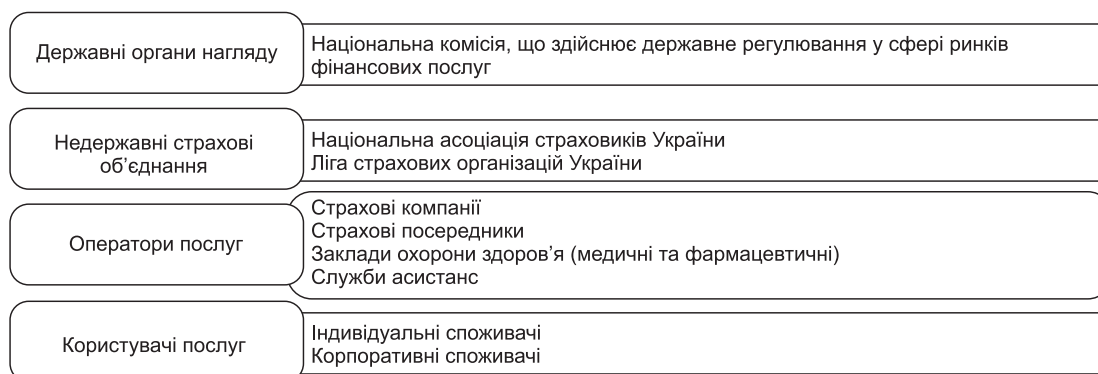 Державні органи нагляду
Національна комісія, що здійснює державне регулювання у сфері ринків
фінансових послуг
Недержавні страхові
об’єднання
Національна асоціація страховиків України
Ліга страхових організацій України
Оператори послуг
Страхові компанії
Страхові посередники
Заклади охорони здоров’я (медичні та фармацевтичні)
Служби асистанс
Користувачі послуг
Індивідуальні споживачі
Корпоративні споживачі